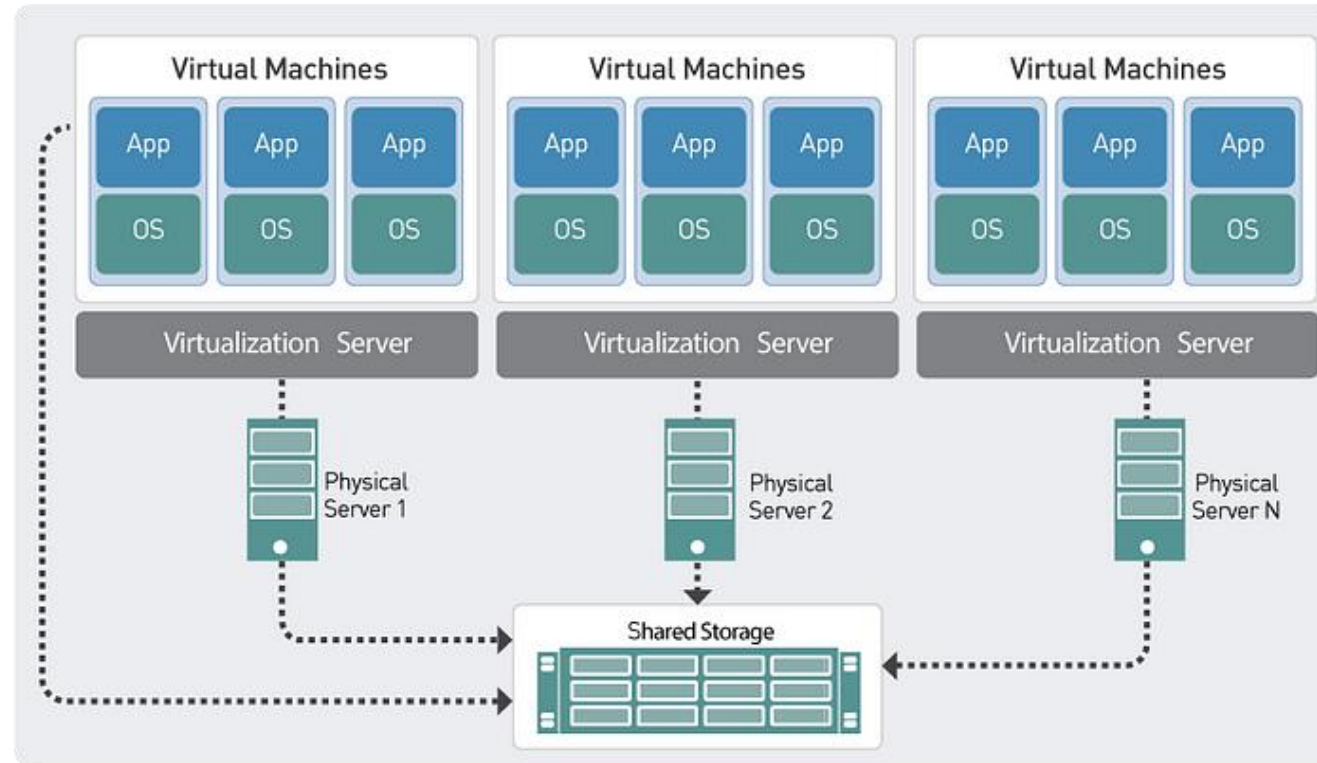 Virtual Machines
Virtual Machines
Virtual Machines
App App App
App App App
App App App
OS OS OS
OS OS OS
OS OS OS
Virtualization Server
Virtualization Server
Virtualization Server
Physical
Server 1
Physical
Server 2
Physical
Server N
Shared Storage